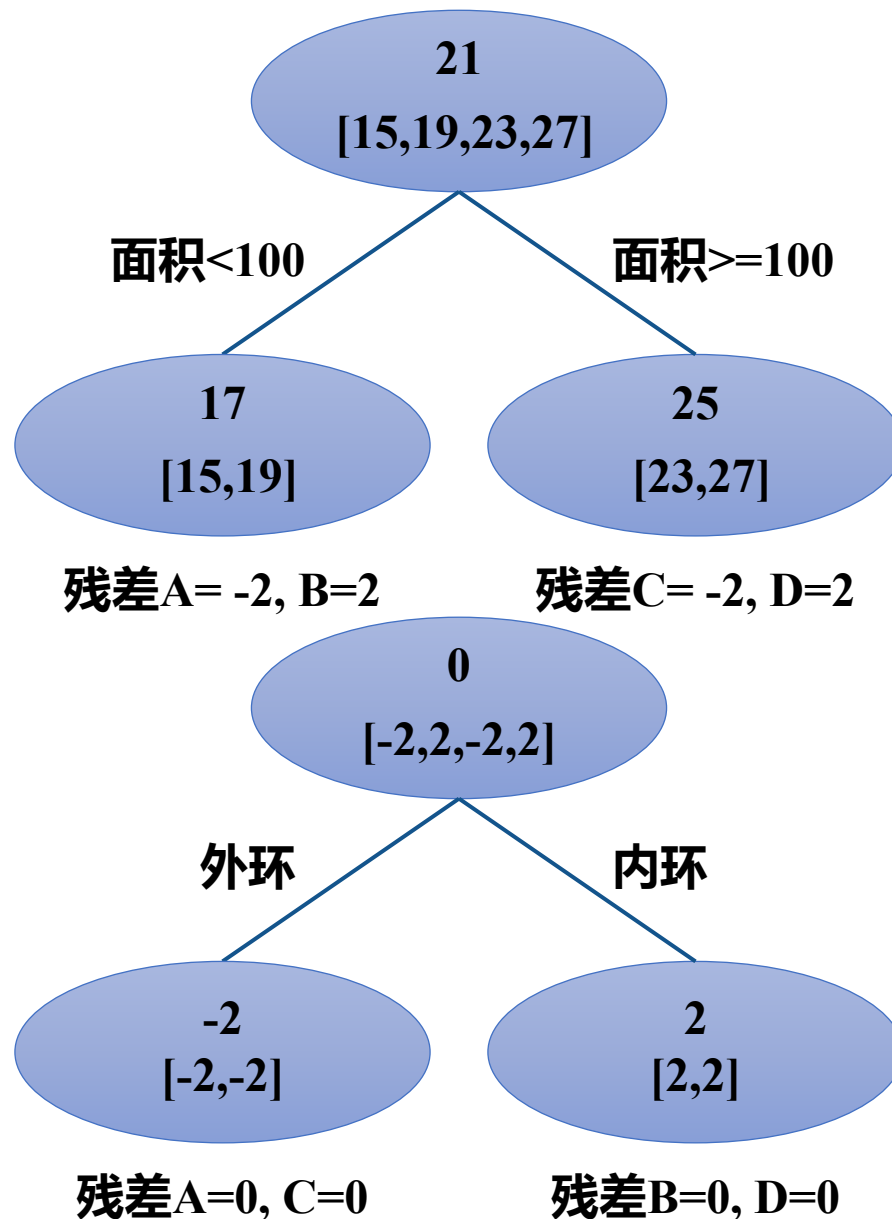 21
[15,19,23,27]
面积<100
面积>=100
17
[15,19]
25
[23,27]
残差A= -2, B=2
残差C= -2, D=2
0
[-2,2,-2,2]
外环
内环
-2
[-2,-2]
2
[2,2]
残差A=0, C=0
残差B=0, D=0